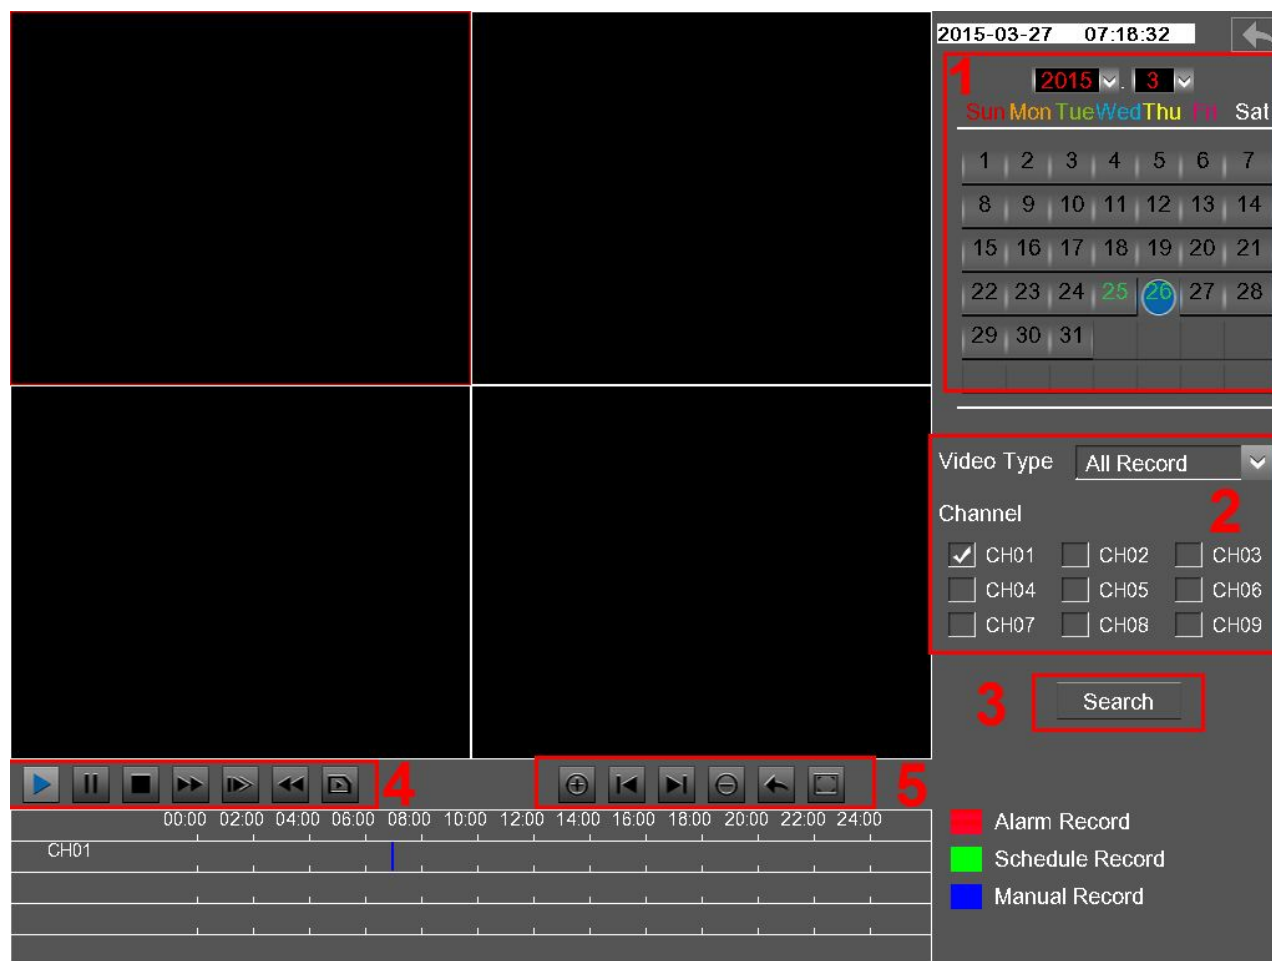 2015-03-27 07:18:32
1
2015 . 3
Sun Mon Tue Wed Thu Fri Sat
1 2 3 4 5 6 7
8 9 10 11 12 13 14
15 16 17 18 19 20 21
22 23 24 25 26 27 28
29 30 31
Video Type All Record
2
Channel
CH01 CH02 CH03
CH04 CH05 CH06
CH07 CH08 CH09
3 Search
4 5
00:00 02:00 04:00 06:00 08:00 10:00 12:00 14:00 16:00 18:00 20:00 22:00 24:00
CH01
Alarm Record
Schedule Record
Manual Record